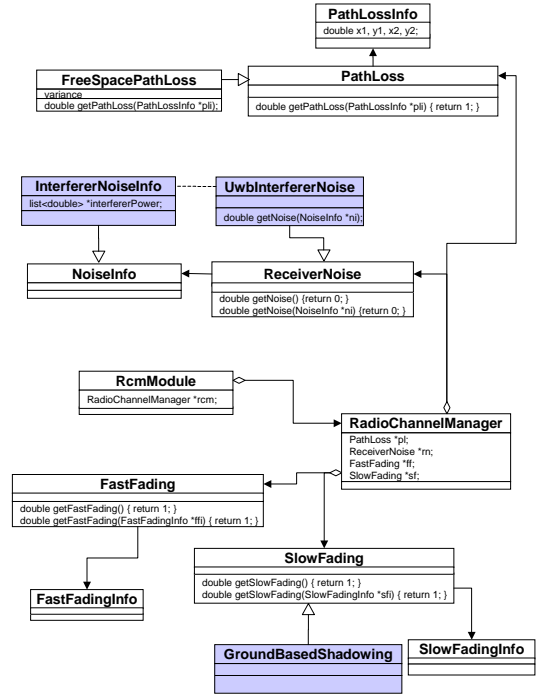 PathLossInfo
double x1, y1, x2, y2;
FreeSpacePathLoss
variance
double getPathLoss(PathLossInfo *pli);
PathLoss
double getPathLoss(PathLossInfo *pli) { return 1; }
InterfererNoiseInfo
list<double> *interfererPower;
UwbInterfererNoise
double getNoise(NoiseInfo *ni);
NoiseInfo
ReceiverNoise
double getNoise() {return 0; }
double getNoise(NoiseInfo *ni) {return 0; }
RcmModule
RadioChannelManager *rcm;
RadioChannelManager
PathLoss *pl;
ReceiverNoise *rn;
FastFading *ff;
SlowFading *sf;
FastFading
double getFastFading() { return 1; }
double getFastFading(FastFadingInfo *ffi) { return 1; }
SlowFading
double getSlowFading() { return 1; }
double getSlowFading(SlowFadingInfo *sfi) { return 1; }
FastFadingInfo
SlowFadingInfo
GroundBasedShadowing